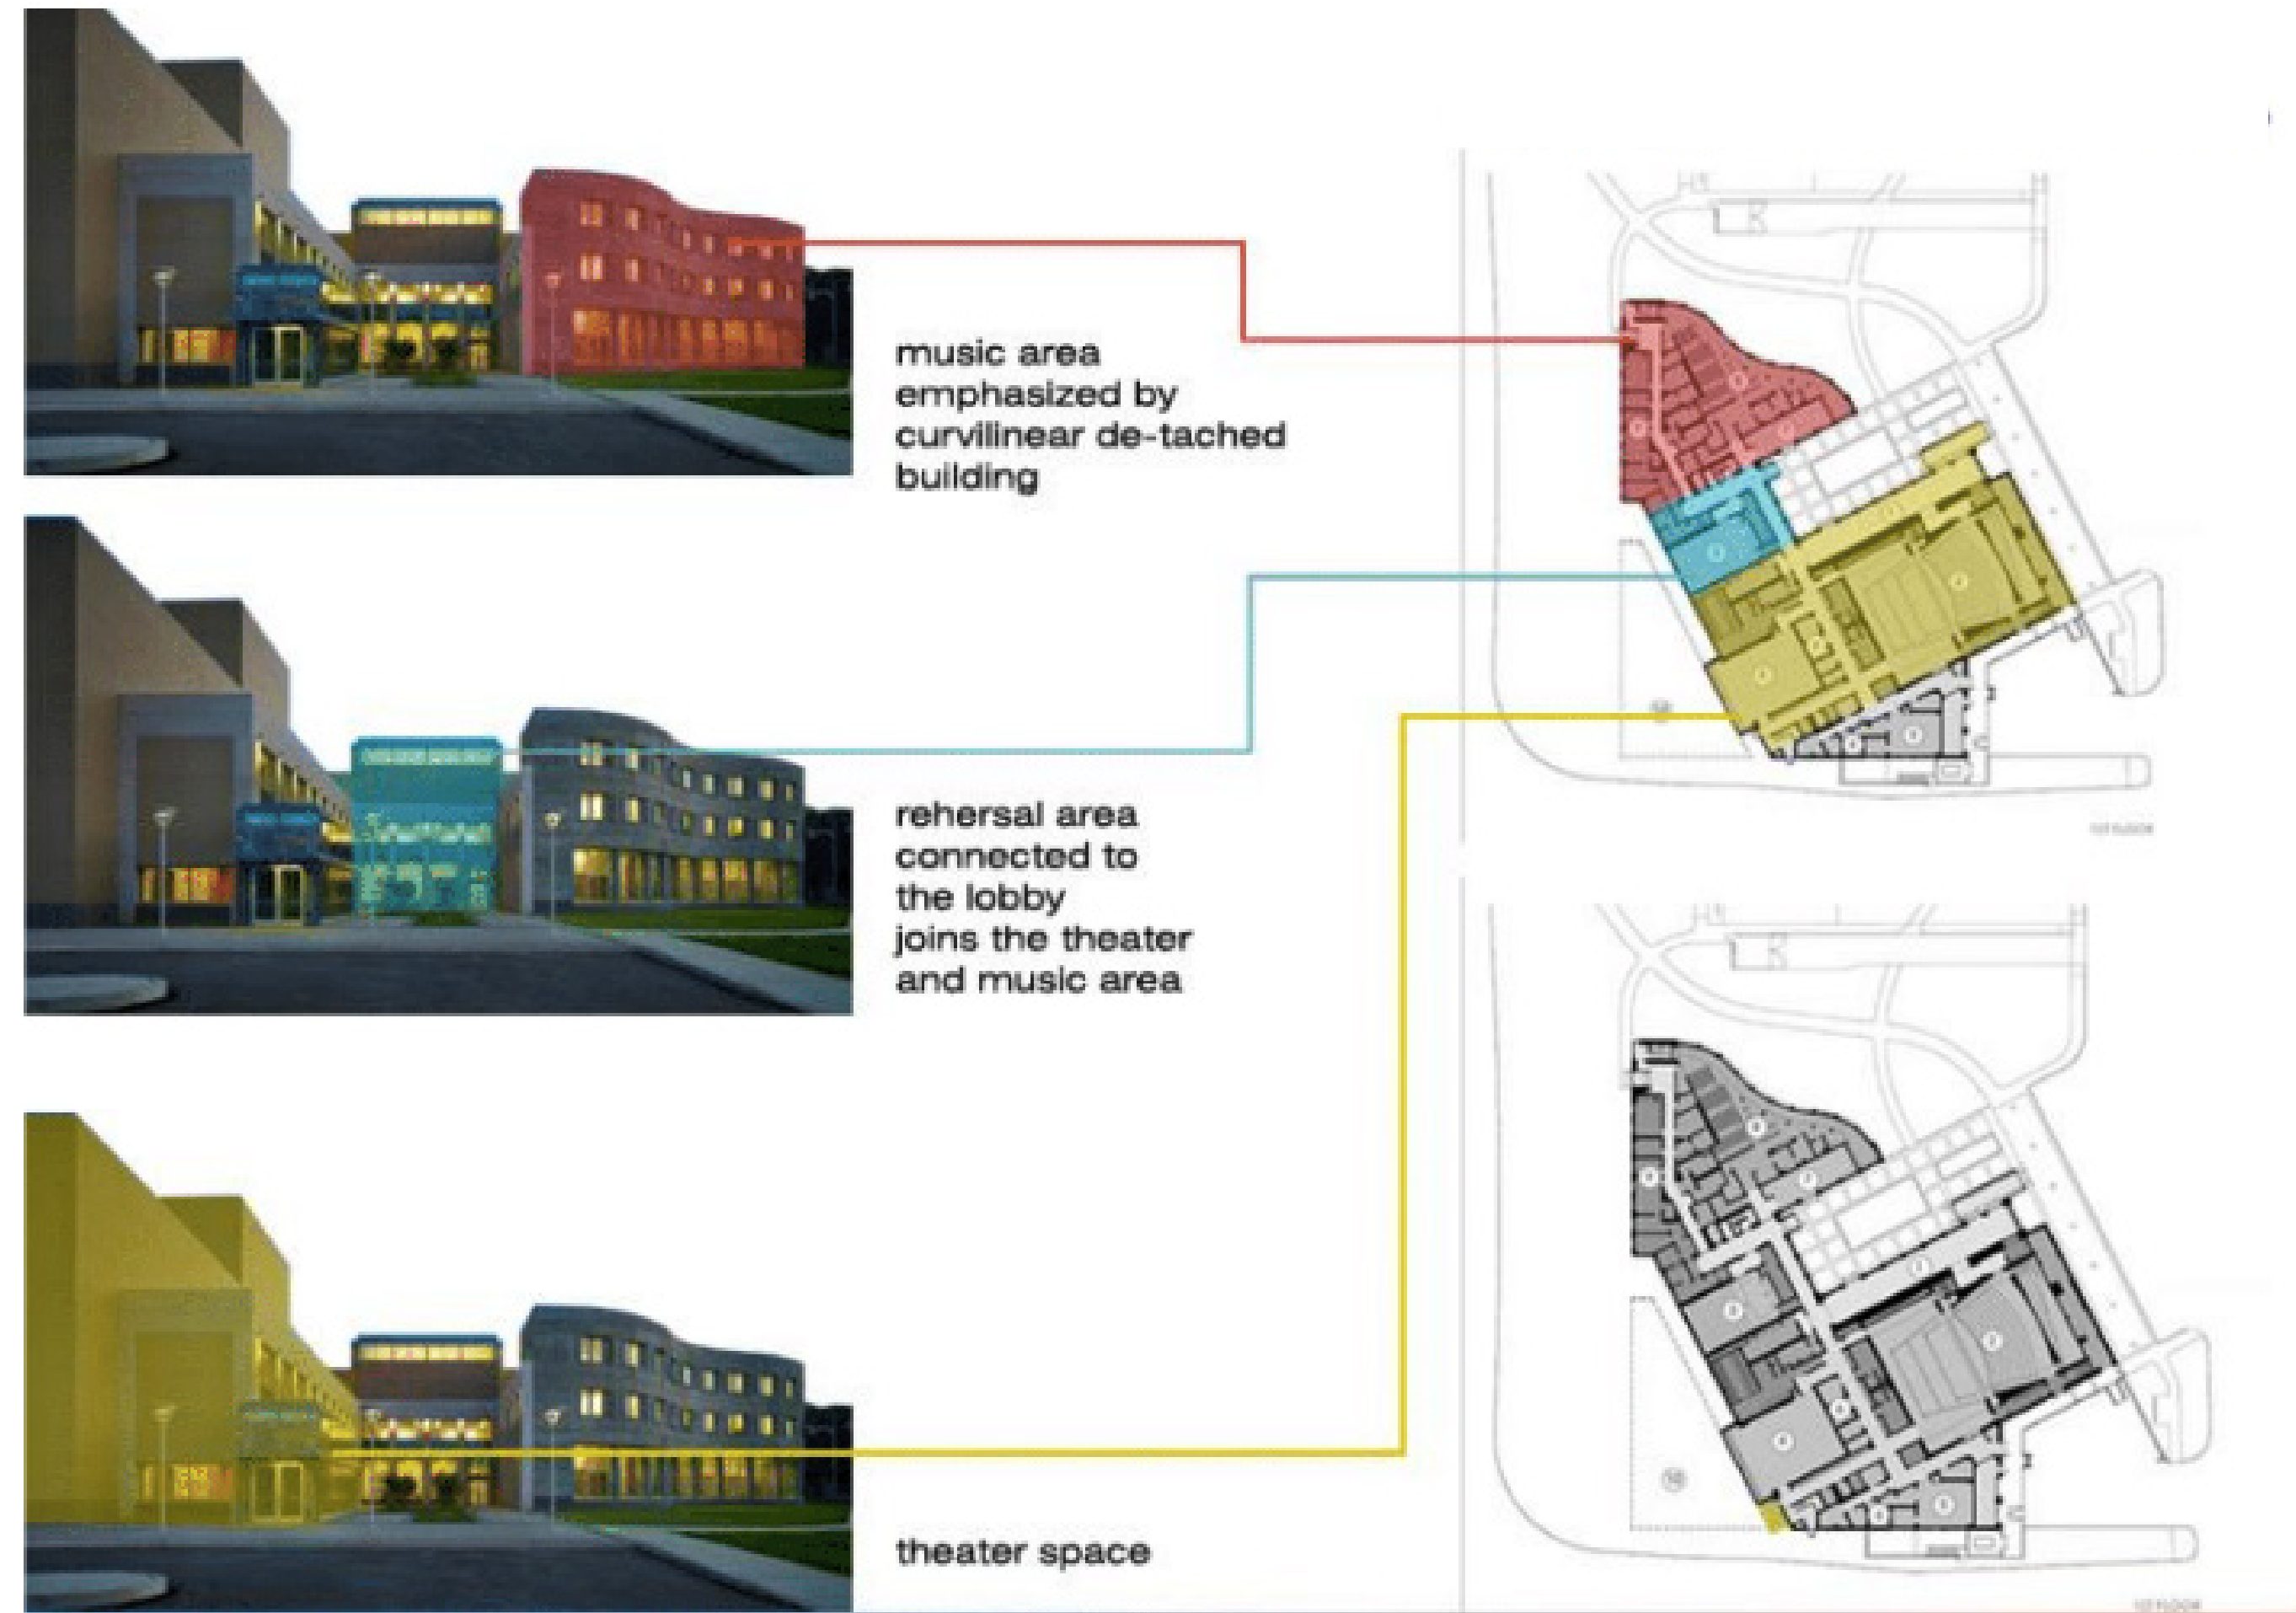 music area
emphasized by
curvilinear de-tached
building
rehersal area
connected to
the lobby
joins the theater
and music area
theater space